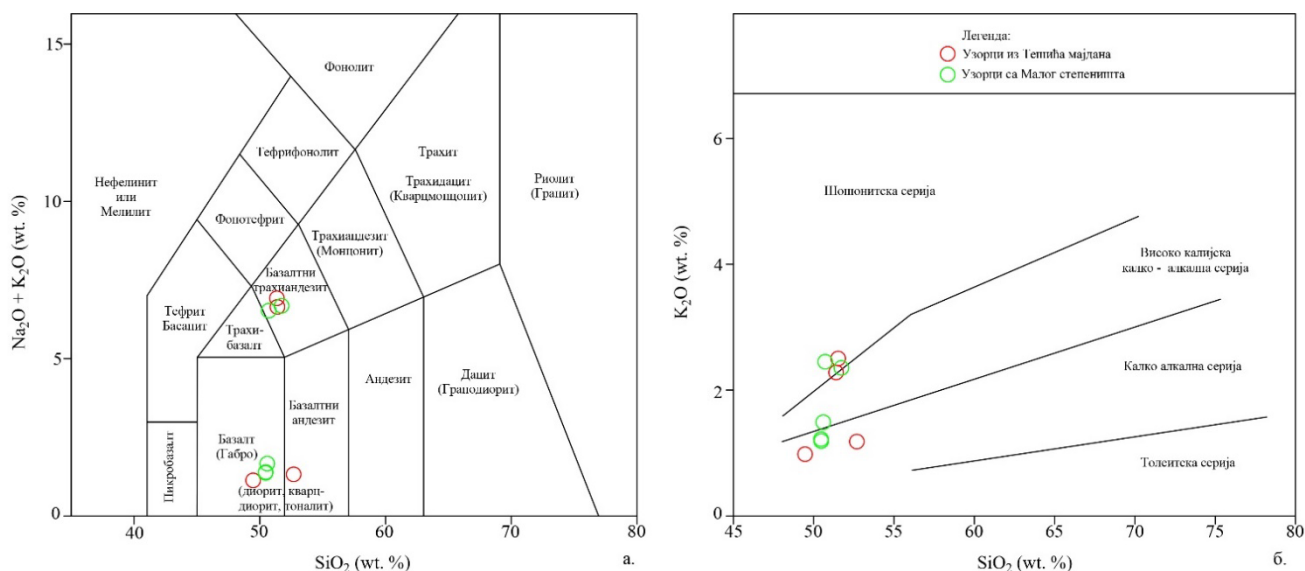 Na₂O + K₂O (wt. %)
15
10
5
0
Фонолит
Тефрифонолит
Трахит
Трахидацит
(Кварцмонцонит)
Риолит
(Гранит)
Нефелинит
или
Мелилит
Фонотефрит
Трахиандезит
(Монцонит)
Базалтни
трахиандезит
Тефрит
Басанит
Трахи-
базалт
Пикробазалт
Базалт
(Габро)
Базалтни
андезит
Андезит
Дацит
(Гранодиорит)
(диорит, кварц-
диорит, тоналит)
40
50
60
70
80
SiO₂ (wt. %)
а.
Легенда:
Узорци из Тешића мајдана
Узорци са Малог степеништа
K₂O (wt. %)
6
4
2
0
Шошонитска серија
Високо калијска
калко - алкална серија
Калко алкална серија
Толеитска серија
45
50
55
60
65
70
75
80
SiO₂ (wt. %)
б.